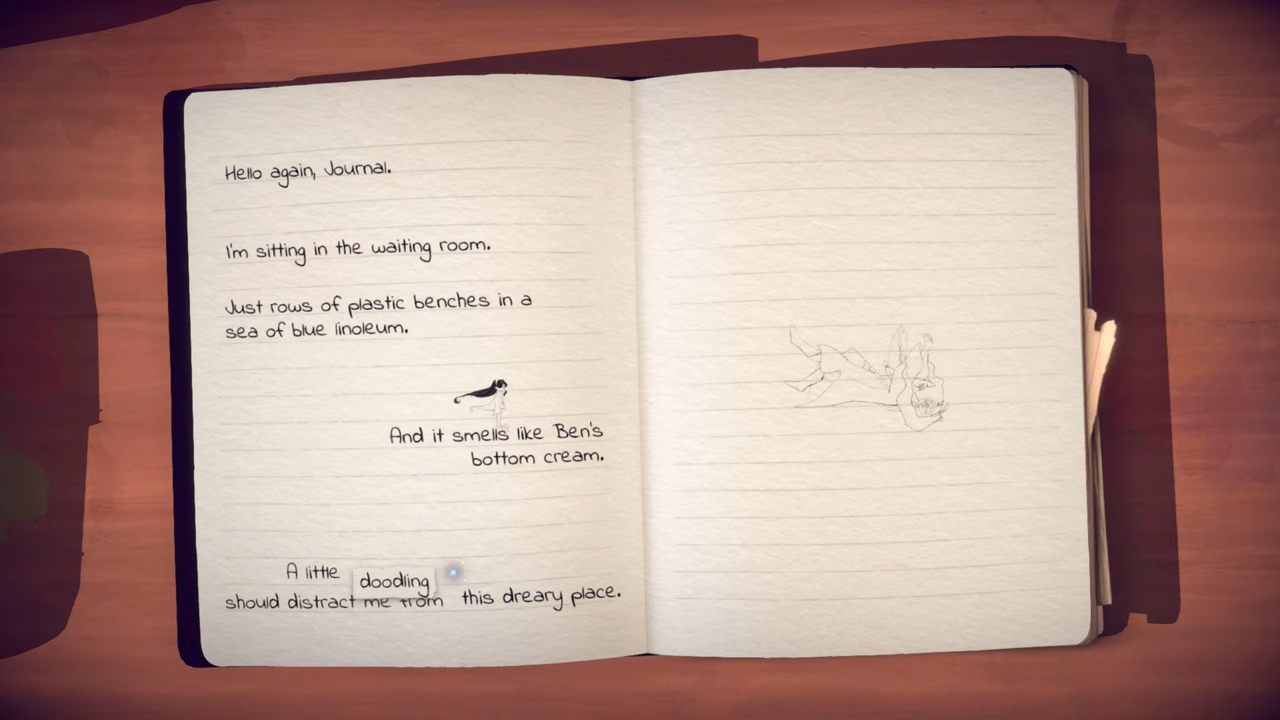 Hello again, Journal.
I'm sitting in the waiting room.
Just rows of plastic benches in a
sea of blue linoleum.
And it smells like Ben's
bottom cream.
A little doodling
should distract me from this dreary place.